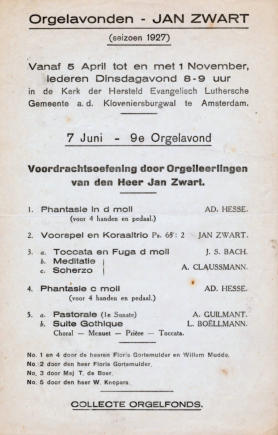 Orgelavonden - JAN ZWART
(seizoen 1927)
Vanaf 5 April tot en met 1 November,
iederen Dinsdagavond 8-9 uur
in de Kerk der Hersteld Evangelisch Luthersche
Gemeente a.d. Kloveniersburgwal te Amsterdam.
7 Juni - 9e Orgelavond
Voordrachtsoefening door Orgelleerlingen
van den Heer Jan Zwart.
1. Phantasie in d moll AD. HESSE.
(voor 4 handen en pedaal.)
2. Voorspel en Koraaltrio Ps. 65: 2 JAN ZWART.
3. a. Toccata en Fuga d moll J. S. BACH.
b. Meditatie
c. Scherzo A. CLAUSSMANN.
4. Phantasie c moll AD. HESSE.
(voor 4 handen en pedaal.)
5. a. Pastorale (1e Sonate) A. GUILMANT.
b. Suite Gothique L. BOËLLMANN.
Choral — Menuet — Prière — Toccata.
No. 1 en 4 door de heeren Floris Gortemulder en Willem Mudde.
No. 2 door den heer Floris Gortemulder.
No. 3 door Mej. T. de Boer.
No. 5 door den heer W. Knopers.
COLLECTE ORGELFONDS.